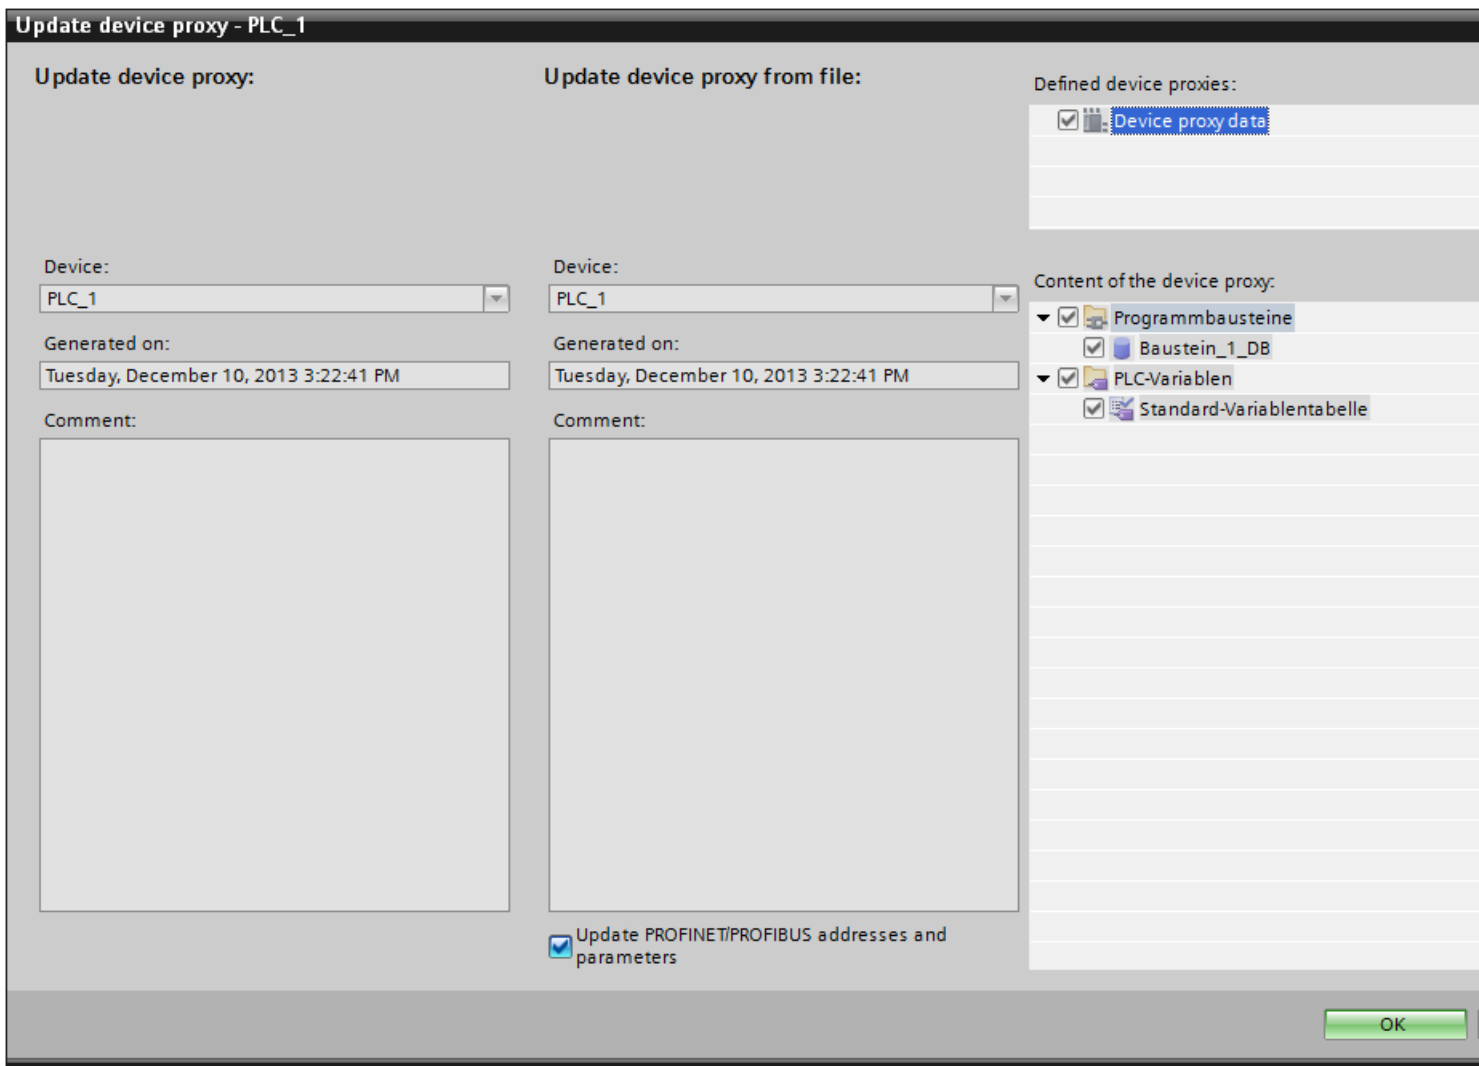 Update device proxy - PLC_1
Update device proxy:
Device:
PLC_1
Generated on:
Tuesday, December 10, 2013 3:22:41 PM
Comment:
Update device proxy from file:
Device:
PLC_1
Generated on:
Tuesday, December 10, 2013 3:22:41 PM
Comment:
Update PROFINET/PROFIBUS addresses and
parameters
Defined device proxies:
Device proxy data
Content of the device proxy:
Programmbausteine
Baustein_1_DB
PLC-Variablen
Standard-Variablentabelle
OK